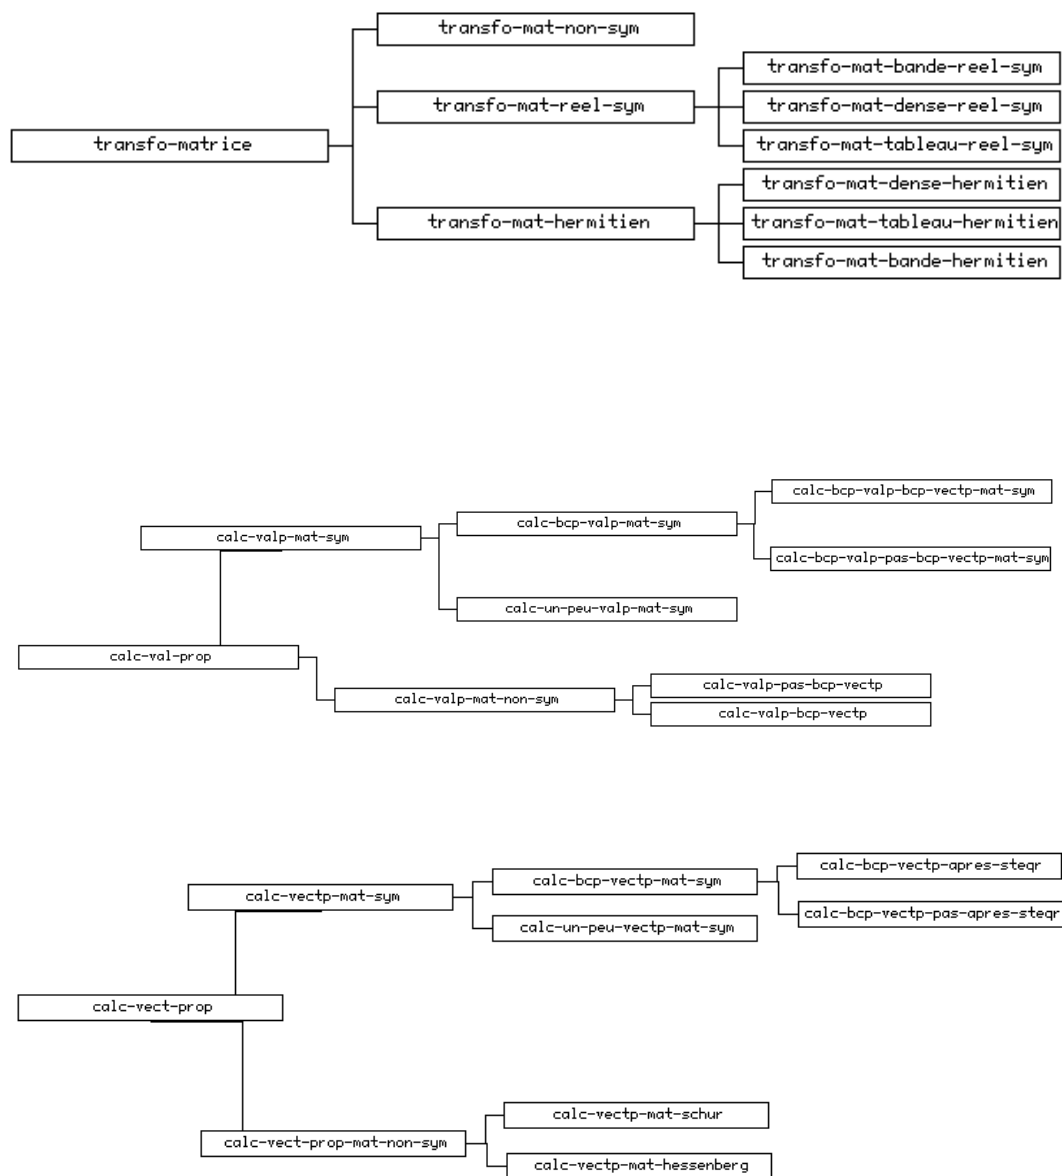 transfo-mat-non-sym
transfo-mat-bande-reel-sym
transfo-mat-reel-sym
transfo-mat-dense-reel-sym
transfo-matrice
transfo-mat-tableau-reel-sym
transfo-mat-dense-hermitien
transfo-mat-hermitien
transfo-mat-tableau-hermitien
transfo-mat-bande-hermitien
calc-bcp-valp-bcp-vectp-mat-sym
calc-bcp-valp-mat-sym
calc-valp-mat-sym
calc-bcp-valp-pas-bcp-vectp-mat-sym
calc-un-peu-valp-mat-sym
calc-val-prop
calc-valp-pas-bcp-vectp
calc-valp-mat-non-sym
calc-valp-bcp-vectp
calc-bcp-vectp-apres-steqr
calc-bcp-vectp-mat-sym
calc-vectp-mat-sym
calc-bcp-vectp-pas-apres-steqr
calc-un-peu-vectp-mat-sym
calc-vect-prop
calc-vectp-mat-schur
calc-vect-prop-mat-non-sym
calc-vectp-mat-hessenberg